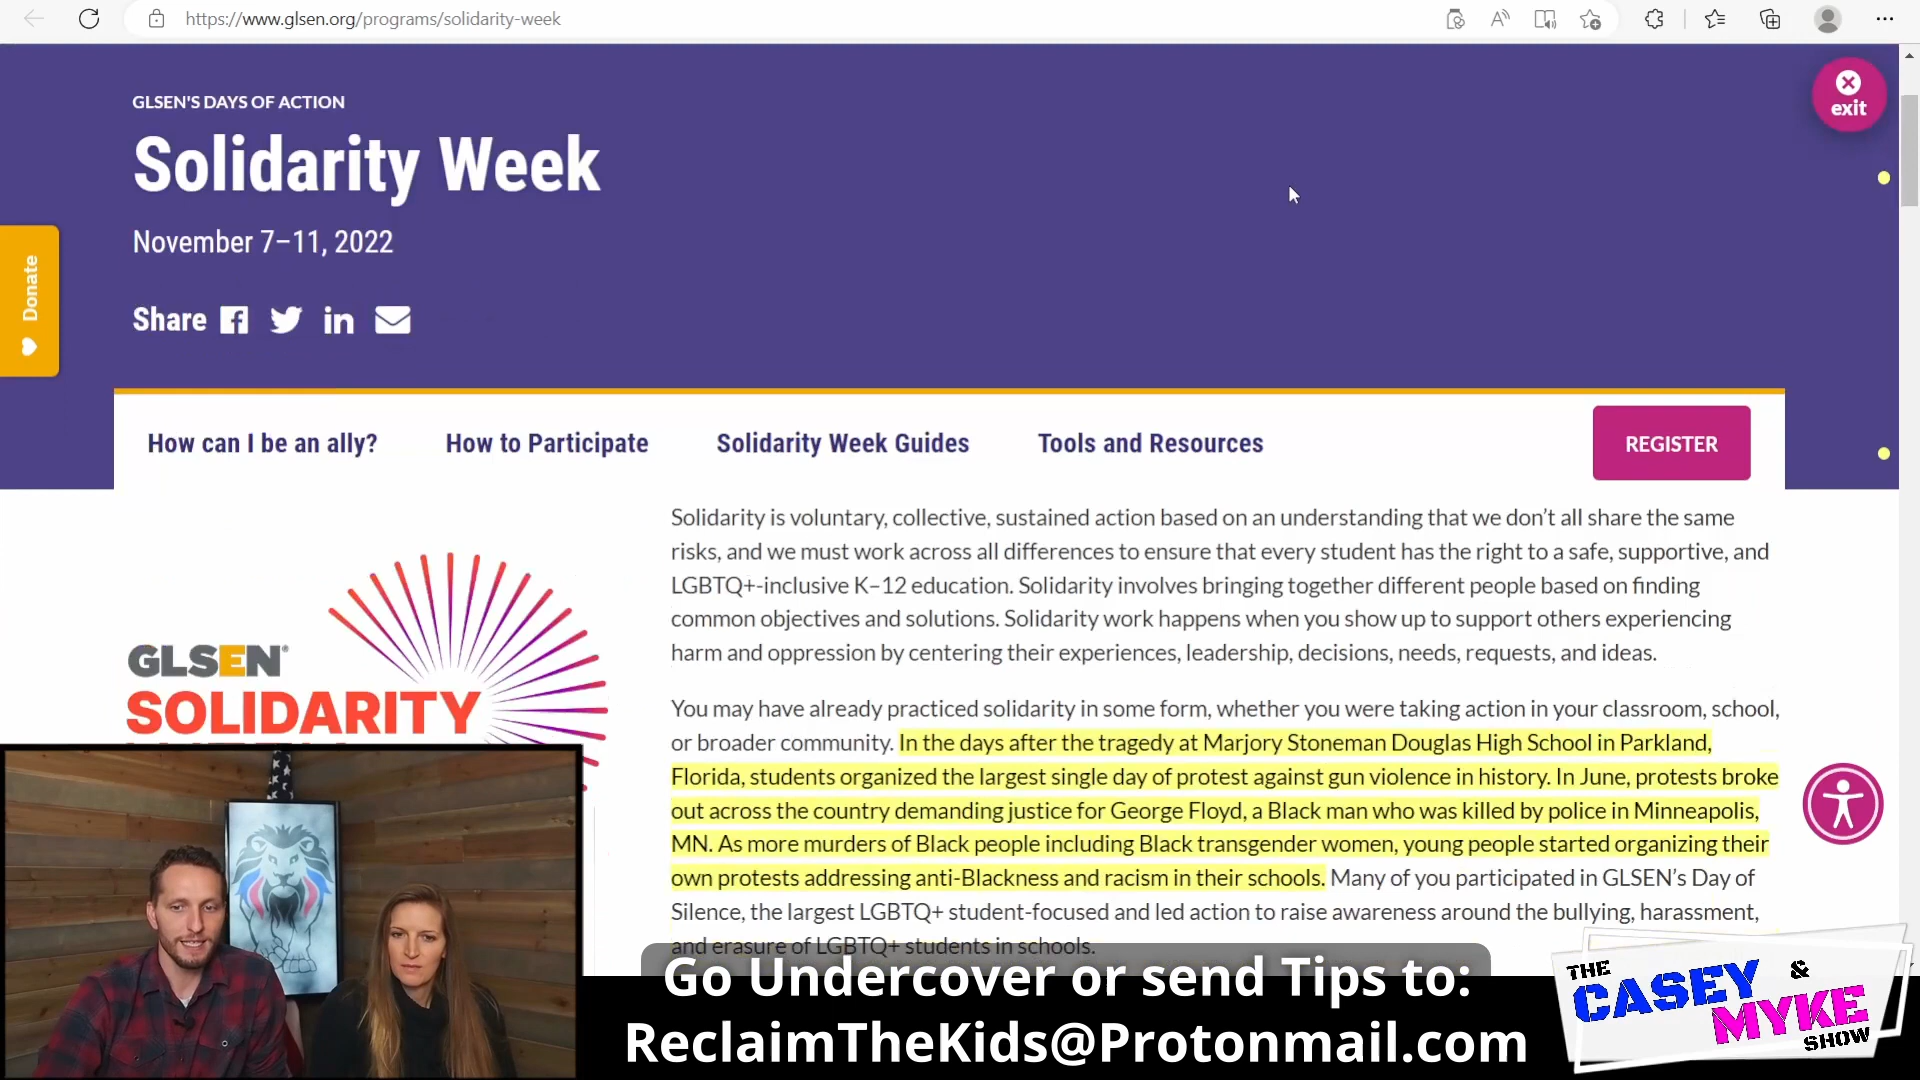 https://www.glsen.org/programs/solidarity-week
GLSEN'S DAYS OF ACTION
exit
Solidarity Week
November 7–11, 2022
Donate
Share
How can I be an ally?
How to Participate
Solidarity Week Guides
Tools and Resources
REGISTER
Solidarity is voluntary, collective, sustained action based on an understanding that we don't all share the same
risks, and we must work across all differences to ensure that every student has the right to a safe, supportive, and
LGBTQ+-inclusive K–12 education. Solidarity involves bringing together different people based on finding
common objectives and solutions. Solidarity work happens when you show up to support others experiencing
harm and oppression by centering their experiences, leadership, decisions, needs, requests, and ideas.
GLSEN®
SOLIDARITY
You may have already practiced solidarity in some form, whether you were taking action in your classroom, school,
or broader community. In the days after the tragedy at Marjory Stoneman Douglas High School in Parkland,
Florida, students organized the largest single day of protest against gun violence in history. In June, protests broke
out across the country demanding justice for George Floyd, a Black man who was killed by police in Minneapolis,
MN. As more murders of Black people including Black transgender women, young people started organizing their
own protests addressing anti-Blackness and racism in their schools. Many of you participated in GLSEN's Day of
Silence, the largest LGBTQ+ student-focused and led action to raise awareness around the bullying, harassment,
and erasure of LGBTQ+ students in schools.
Go Undercover or send Tips to:
ReclaimTheKids@Protonmail.com
THE
CASEY &
MYKE
SHOW